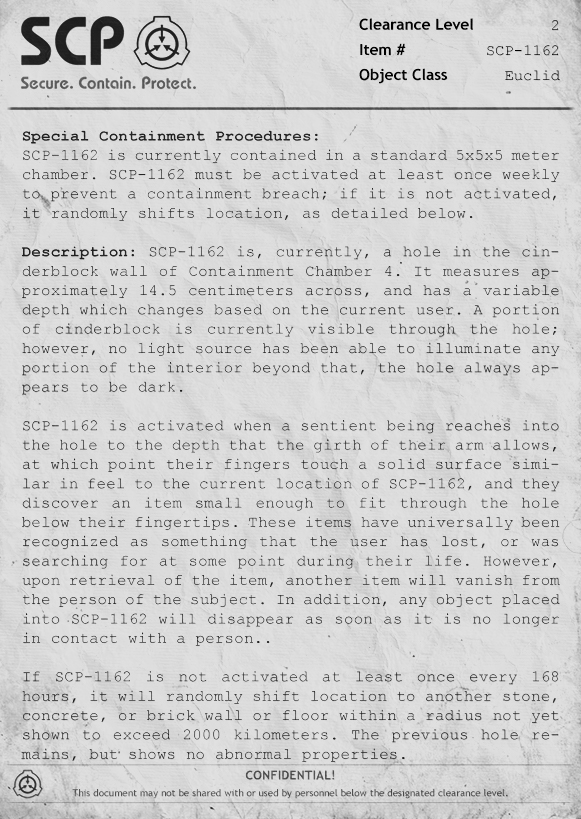 SCP
Secure. Contain. Protect.
Clearance Level 2
Item # SCP-1162
Object Class Euclid
Special Containment Procedures:
SCP-1162 is currently contained in a standard 5x5x5 meter
chamber. SCP-1162 must be activated at least once weekly
to prevent a containment breach; if it is not activated,
it randomly shifts location, as detailed below.
Description: SCP-1162 is, currently, a hole in the cin-
derblock wall of Containment Chamber 4. It measures ap-
proximately 14.5 centimeters across, and has a variable
depth which changes based on the current user. A portion
of cinderblock is currently visible through the hole;
however, no light source has been able to illuminate any
portion of the interior beyond that, the hole always ap-
pears to be dark.
SCP-1162 is activated when a sentient being reaches into
the hole to the depth that the girth of their arm allows,
at which point their fingers touch a solid surface simi-
lar in feel to the current location of SCP-1162, and they
discover an item small enough to fit through the hole
below their fingertips. These items have universally been
recognized as something that the user has lost, or was
searching for at some point during their life. However,
upon retrieval of the item, another item will vanish from
the person of the subject. In addition, any object placed
into SCP-1162 will disappear as soon as it is no longer
in contact with a person..
If SCP-1162 is not activated at least once every 168
hours, it will randomly shift location to another stone,
concrete, or brick wall or floor within a radius not yet
shown to exceed 2000 kilometers. The previous hole re-
mains, but shows no abnormal properties.
CONFIDENTIAL!
This document may not be shared with or used by personnel below the designated clearance level.